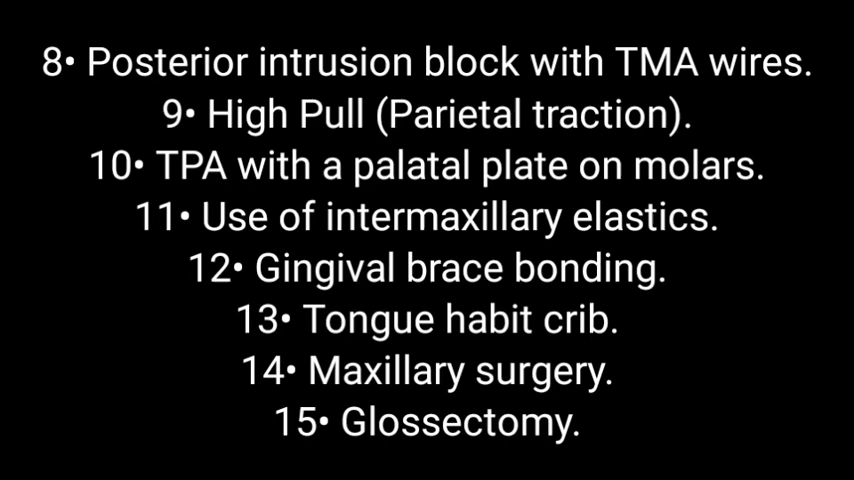 8• Posterior intrusion block with TMA wires.
9• High Pull (Parietal traction).
10• TPA with a palatal plate on molars.
11• Use of intermaxillary elastics.
12• Gingival brace bonding.
13• Tongue habit crib.
14• Maxillary surgery.
15• Glossectomy.